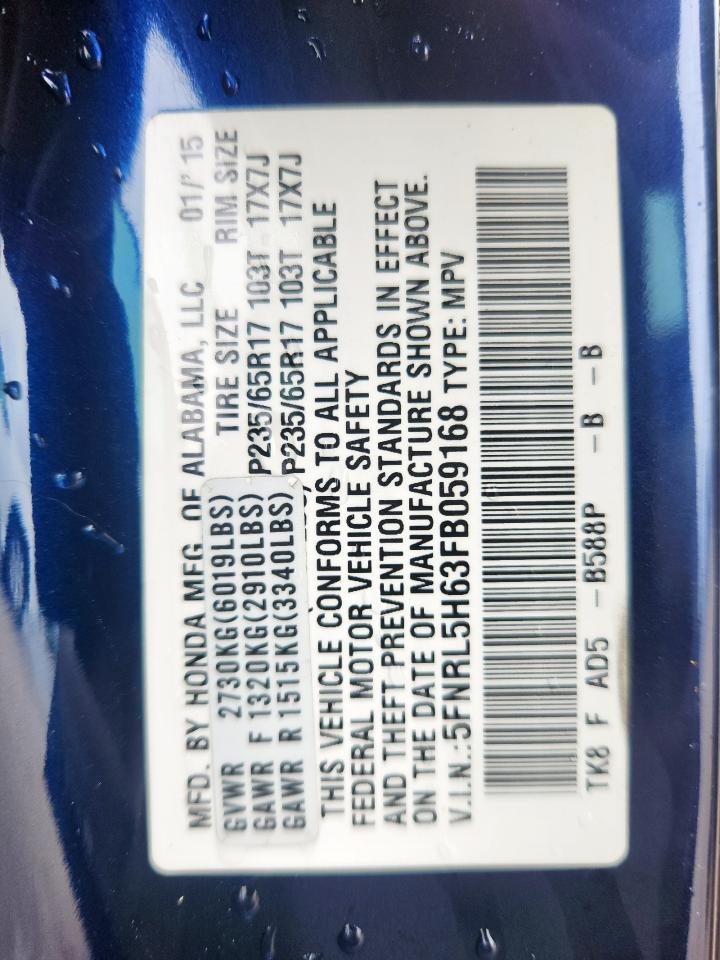 MFD. BY HONDA MFG. OF ALABAMA, LLC 01/'15
GVWR 2730KG(6019LBS) TIRE SIZE RIM SIZE
GAWR F 1320KG(2910LBS) P235/65R17 103T 17X7J
GAWR R 1515KG(3340LBS) P235/65R17 103T 17X7J
THIS VEHICLE CONFORMS TO ALL APPLICABLE
FEDERAL MOTOR VEHICLE SAFETY
AND THEFT PREVENTION STANDARDS IN EFFECT
ON THE DATE OF MANUFACTURE SHOWN ABOVE.
V.I.N.:5FNRL5H63FB059168 TYPE: MPV
TK8 F AD5 -B588P -B -B